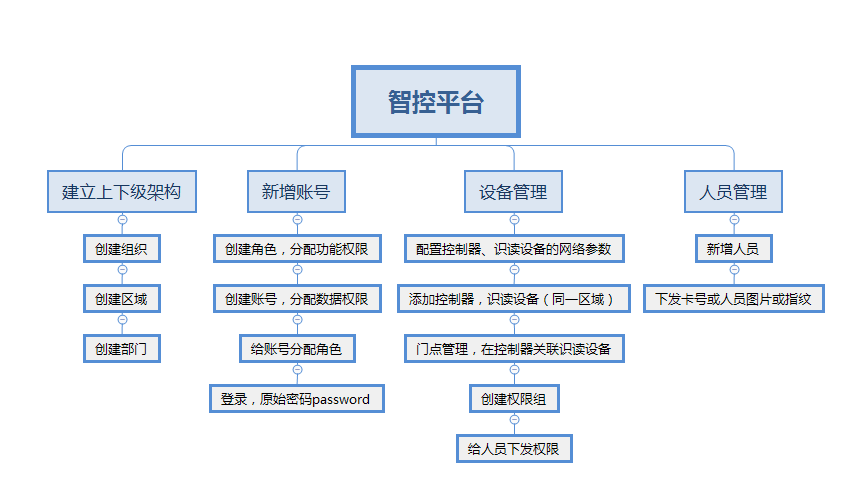 智控平台
建立上下级架构
新增账号
设备管理
人员管理
创建组织
创建角色，分配功能权限
配置控制器、识读设备的网络参数
新增人员
创建区域
创建账号，分配数据权限
添加控制器，识读设备（同一区域）
下发卡号或人员图片或指纹
创建部门
给账号分配角色
门点管理，在控制器关联识读设备
登录，原始密码password
创建权限组
给人员下发权限